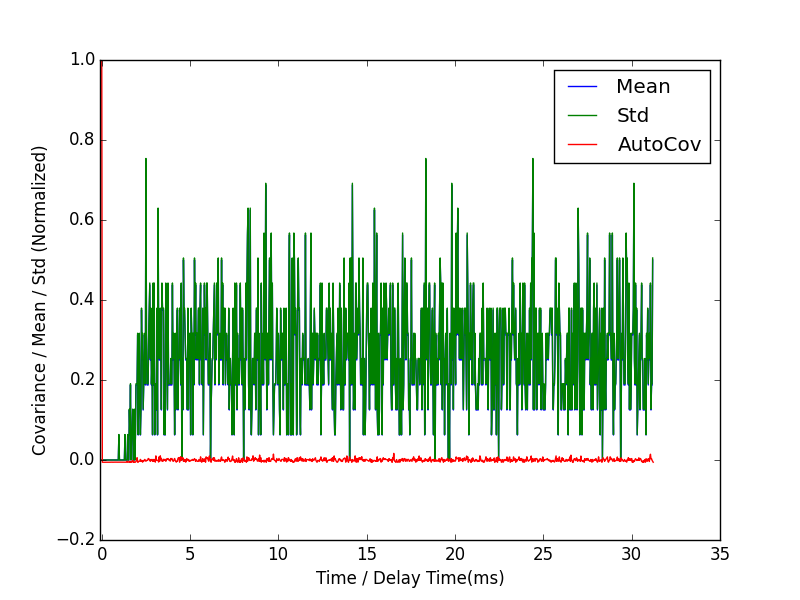 1.0
0.8
0.6
0.4
0.2
0.0
−0.2
0 5 10 15 20 25 30 35
Covariance / Mean / Std (Normalized)
Time / Delay Time(ms)
Mean
Std
AutoCov